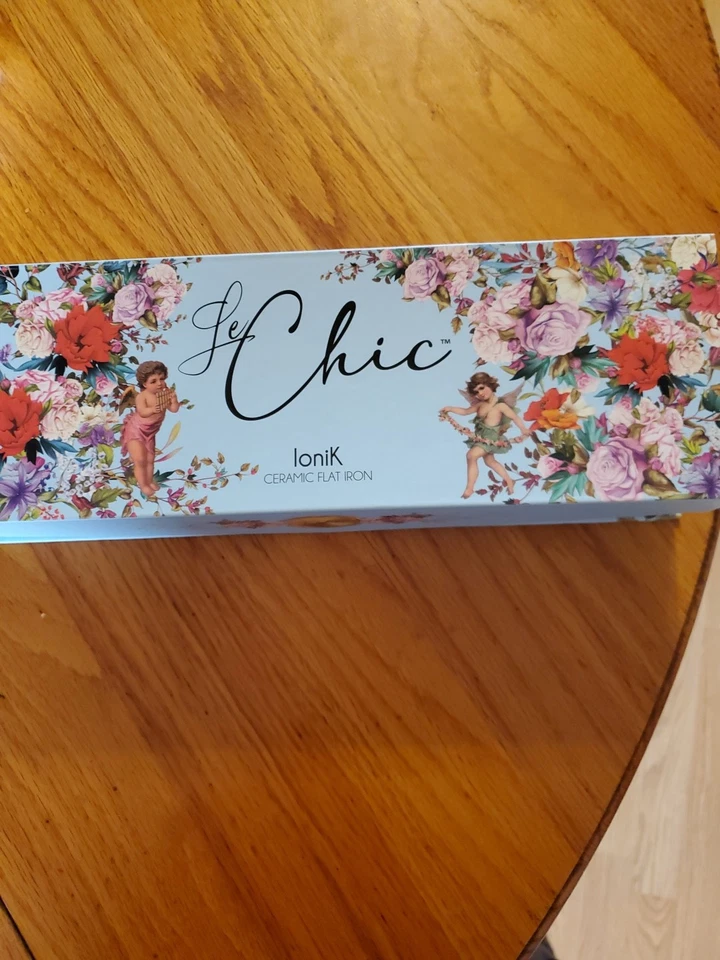 Le Chic™
IoniK
CERAMIC FLAT IRON